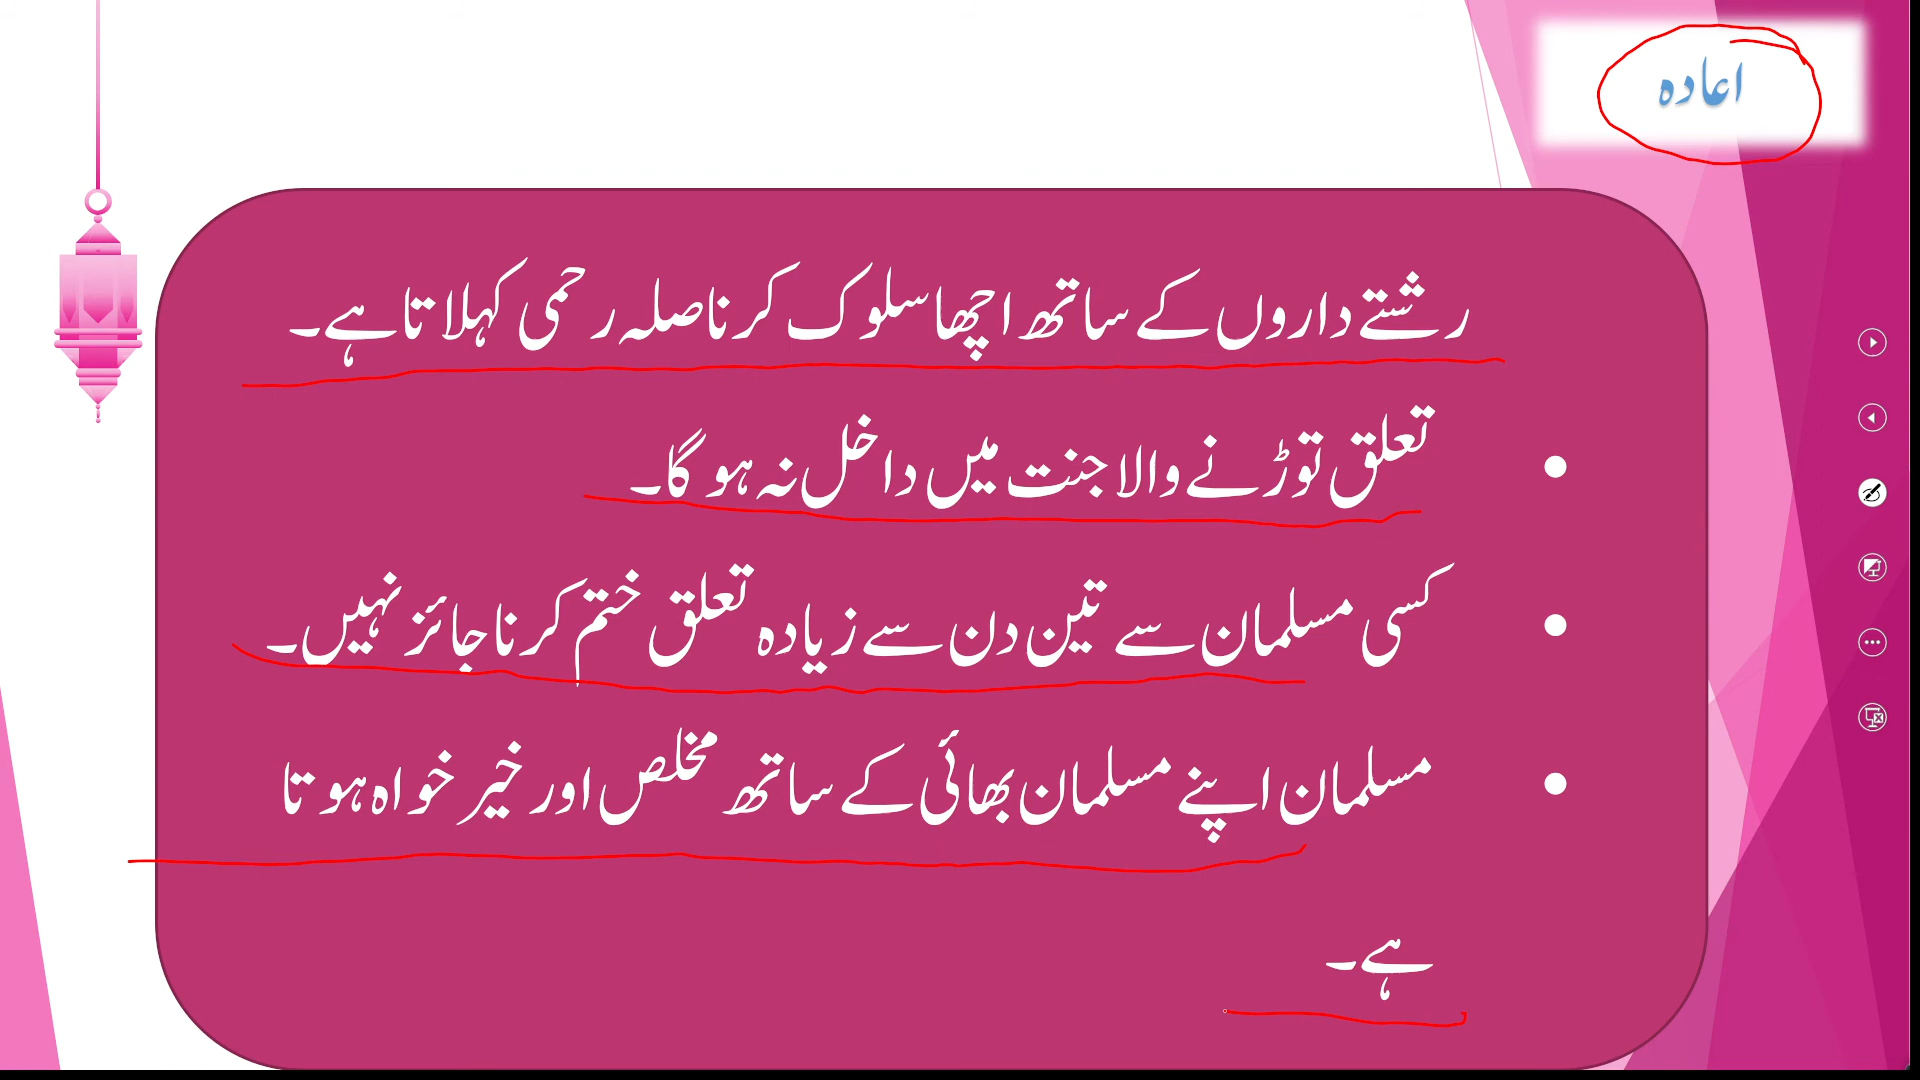 اعادہ
رشتے داروں کے ساتھ اچھا سلوک کرنا صلہ رحمی کہلاتا ہے۔
تعلق توڑنے والا جنت میں داخل نہ ہو گا۔
کسی مسلمان سے تین دن سے زیادہ تعلق ختم کرنا جائز نہیں۔
مسلمان اپنے مسلمان بھائی کے ساتھ مخلص اور خیر خواہ ہوتا
ہے۔